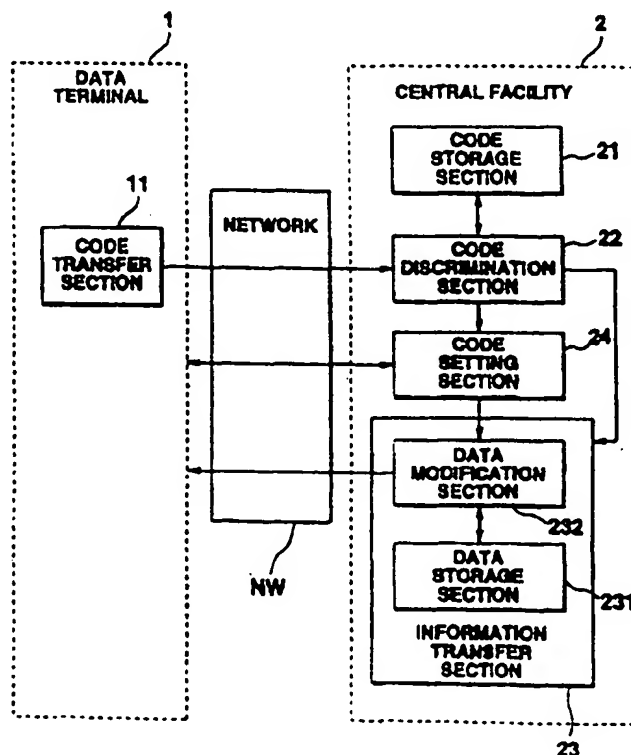 1
DATA
TERMINAL
11
CODE
TRANSFER
SECTION
NETWORK
NW
2
CENTRAL FACILITY
CODE
STORAGE
SECTION
21
CODE
DISCRIMINATION
SECTION
22
CODE
SETTING
SECTION
24
DATA
MODIFICATION
SECTION
232
DATA
STORAGE
SECTION
231
INFORMATION
TRANSFER
SECTION
23